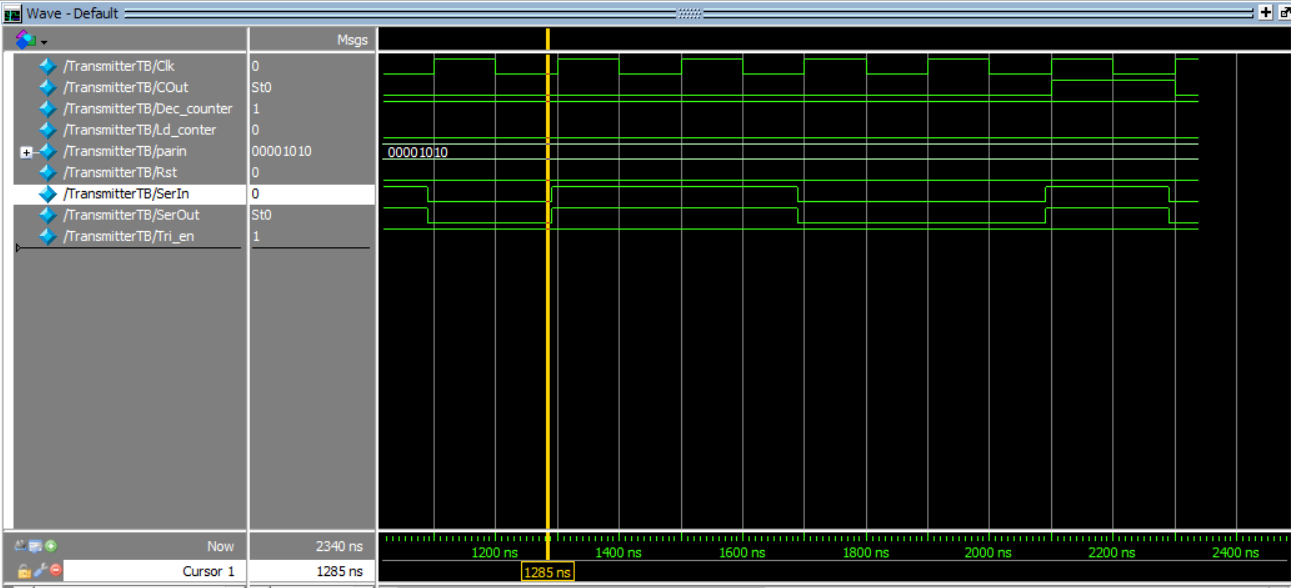 Wave - Default
Msgs
/TransmitterTB/Clk 0
/TransmitterTB/COut St0
/TransmitterTB/Dec_counter 1
/TransmitterTB/Ld_conter 0
/TransmitterTB/parin 00001010 00001010
/TransmitterTB/Rst 0
/TransmitterTB/SerIn 0
/TransmitterTB/SerOut St0
/TransmitterTB/Tri_en 1
Now 2340 ns 1200 ns 1400 ns 1600 ns 1800 ns 2000 ns 2200 ns 2400 ns
Cursor 1 1285 ns 1285 ns